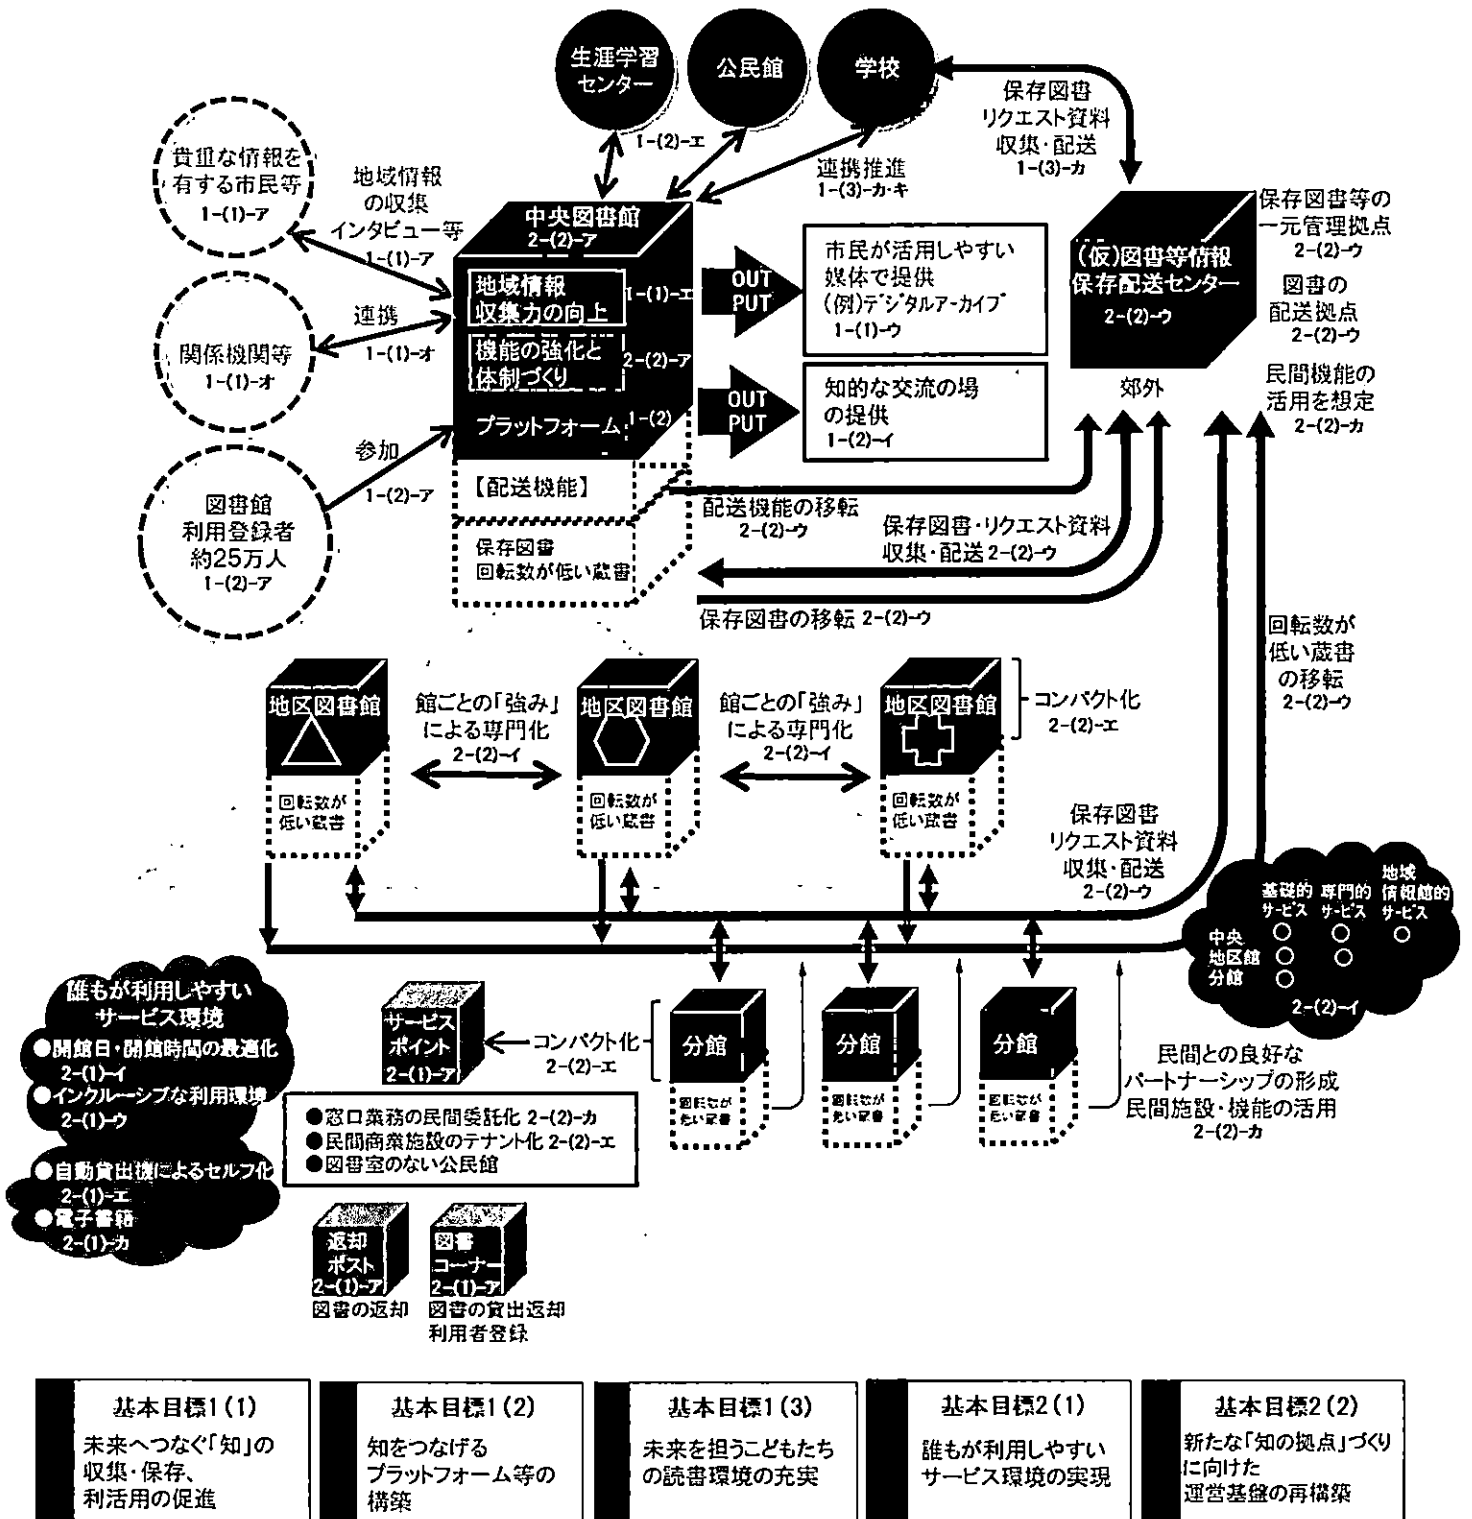 生涯学習
センター
公民館
学校
保存図書
リクエスト資料
収集・配送
1-(3)-カ
1-(2)-エ
連携推進
1-(3)-カ・キ
貴重な情報を
有する市民等
1-(1)-ア
地域情報
の収集
インタビュー等
1-(1)-ア
連携
1-(1)-オ
関係機関等
1-(1)-オ
参加
1-(2)-ア
図書館
利用登録者
約25万人
1-(2)-ア
中央図書館
2-(2)-ア
地域情報
収集力の向上
1-(1)-エ
機能の強化と
体制づくり
2-(2)-ア
プラットフォーム
1-(2)
【配送機能】
保存図書
回転数が低い蔵書
OUT
PUT
市民が活用しやすい
媒体で提供
(例)デジタルアーカイブ
1-(1)-ウ
OUT
PUT
知的な交流の場
の提供
1-(2)-イ
(仮)図書等情報
保存配送センター
2-(2)-ウ
郊外
保存図書等の
一元管理拠点
2-(2)-ウ
図書の
配送拠点
2-(2)-ウ
民間機能の
活用を想定
2-(2)-カ
配送機能の移転
2-(2)-ウ
保存図書・リクエスト資料
収集・配送 2-(2)-ウ
保存図書の移転 2-(2)-ウ
回転数が
低い蔵書
の移転
2-(2)-ウ
地区図書館
回転数が
低い蔵書
館ごとの「強み」
による専門化
2-(2)-イ
地区図書館
回転数が
低い蔵書
館ごとの「強み」
による専門化
2-(2)-イ
地区図書館
回転数が
低い蔵書
コンパクト化
2-(2)-エ
保存図書
リクエスト資料
収集・配送
2-(2)-ウ
基礎的
サービス
専門的
サービス
地域
情報館的
サービス
中央 ○ ○ ○
地区館 ○ ○
分館 ○
2-(2)-イ
誰もが利用しやすい
サービス環境
●開館日・開館時間の最適化
2-(1)-イ
●インクルーシブな利用環境
2-(1)-ウ
●自動貸出機によるセルフ化
2-(1)-エ
●電子書籍
2-(1)-カ
サービス
ポイント
2-(1)-ア
コンパクト化
2-(2)-エ
分館
回転数が
低い蔵書
分館
回転数が
低い蔵書
分館
回転数が
低い蔵書
民間との良好な
パートナーシップの形成
民間施設・機能の活用
2-(2)-カ
●窓口業務の民間委託化 2-(2)-カ
●民間商業施設のテナント化 2-(2)-エ
●図書室のない公民館
返却
ポスト
2-(1)-ア
図書の返却
図書
コーナー
2-(1)-ア
図書の貸出返却
利用者登録
基本目標1(1)
未来へつなぐ「知」の
収集・保存、
利活用の促進
基本目標1(2)
知をつなげる
プラットフォーム等の
構築
基本目標1(3)
未来を担うこどもたち
の読書環境の充実
基本目標2(1)
誰もが利用しやすい
サービス環境の実現
基本目標2(2)
新たな「知の拠点」づくり
に向けた
運営基盤の再構築